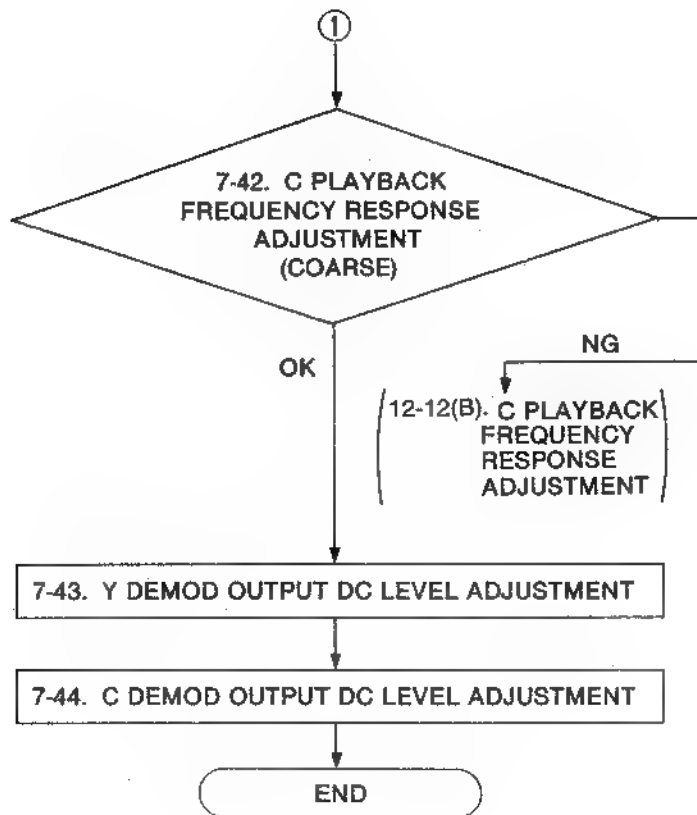 1
7-42. C PLAYBACK
FREQUENCY RESPONSE
ADJUSTMENT
(COARSE)
OK
NG
(12-12(B). C PLAYBACK
FREQUENCY
RESPONSE
ADJUSTMENT)
7-43. Y DEMOD OUTPUT DC LEVEL ADJUSTMENT
7-44. C DEMOD OUTPUT DC LEVEL ADJUSTMENT
END